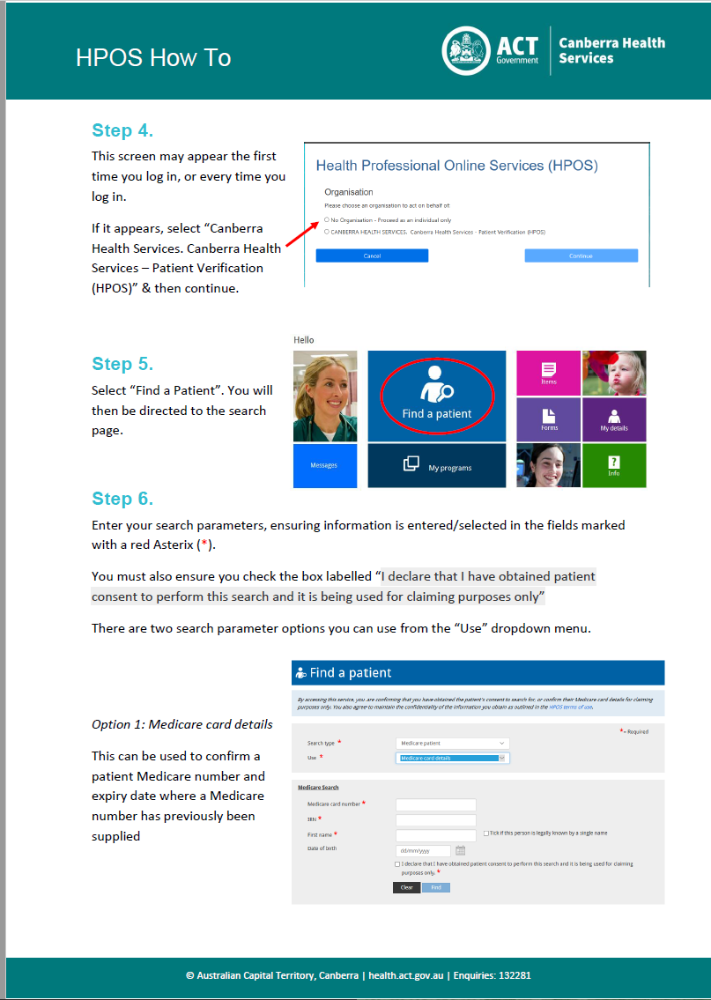 HPOS How To
ACT
Government
Canberra Health
Services
Step 4.
This screen may appear the first
time you log in, or every time you
log in.
If it appears, select “Canberra
Health Services. Canberra Health
Services – Patient Verification
(HPOS)” & then continue.
Health Professional Online Services (HPOS)
Organisation
Please choose an organisation to act on behalf of:
No Organisation - Proceed as an individual only
CANBERRA HEALTH SERVICES. Canberra Health Services - Patient Verification (HPOS)
Cancel
Continue
Step 5.
Select “Find a Patient”. You will
then be directed to the search
page.
Hello
Find a patient
Items
Forms
My details
Messages
My programs
Info
Step 6.
Enter your search parameters, ensuring information is entered/selected in the fields marked
with a red Asterix (*).
You must also ensure you check the box labelled “I declare that I have obtained patient
consent to perform this search and it is being used for claiming purposes only”
There are two search parameter options you can use from the “Use” dropdown menu.
Option 1: Medicare card details
This can be used to confirm a
patient Medicare number and
expiry date where a Medicare
number has previously been
supplied
Find a patient
By accessing this service, you are confirming that you have obtained the patient's consent to search for, or confirm their Medicare card details for claiming
purposes only. You also agree to maintain the confidentiality of the information you obtain as outlined in the HPOS terms of use.
* = Required
Search type * Medicare patient
Use * Medicare card details
Medicare Search
Medicare card number *
IRN *
First name * Tick if this person is legally known by a single name
Date of birth dd/mm/yyyy
I declare that I have obtained patient consent to perform this search and it is being used for claiming
purposes only. *
Clear Find
© Australian Capital Territory, Canberra | health.act.gov.au | Enquiries: 132281